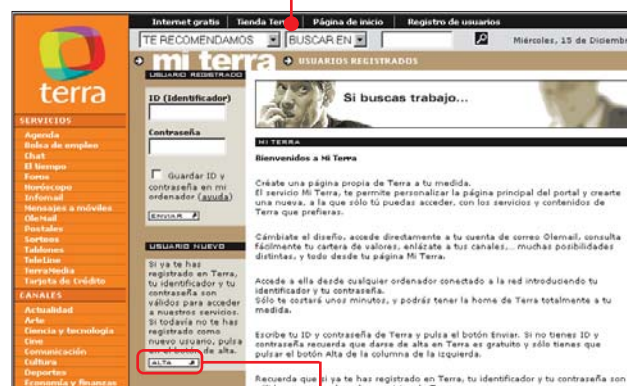 Internet gratis Tienda Terra Página de inicio Registro de usuarios
TE RECOMENDAMOS BUSCAR EN Miércoles, 15 de Diciemb
mi terra USUARIOS REGISTRADOS
terra
SERVICIOS
Agenda
Bolsa de empleo
Chat
El tiempo
Foros
Horóscopo
Infomail
Mensajes a móviles
OleMail
Postales
Sorteos
Tablones
TeleLine
TerraMedia
Tarjeta de Crédito
CANALES
Actualidad
Arte
Ciencia y tecnología
Cine
Comunicación
Cultura
Deportes
Economía y finanzas
USUARIO REGISTRADO
ID (Identificador)
Contraseña
Guardar ID y
contraseña en mi
ordenador (ayuda)
ENVIAR
USUARIO NUEVO
Si ya te has
registrado en Terra,
tu identificador y tu
contraseña son
válidos para acceder
a nuestros servicios.
Si todavía no te has
registrado como
nuevo usuario, pulsa
en el botón de alta.
ALTA
Si buscas trabajo...
MI TERRA
Bienvenidos a Mi Terra
Créate una página propia de Terra a tu medida.
El servicio Mi Terra, te permite personalizar la página principal del portal y crearte
una nueva, a la que sólo tú puedas acceder, con los servicios y contenidos de
Terra que prefieras.
Cámbiate el diseño, accede directamente a tu cuenta de correo Olemail, consulta
fácilmente tu cartera de valores, enlázate a tus canales... muchas posibilidades
distintas, y todo desde tu página Mi Terra.
Accede a ella desde cualquier ordenador conectado a la red introduciendo tu
identificador y tu contraseña.
Sólo te costará unos minutos, y podrás tener la home de Terra totalmente a tu
medida.
Escribe tu ID y contraseña de Terra y pulsa el botón Enviar. Si no tienes ID y
contraseña recuerda que darse de alta en Terra es gratuito y sólo tienes que
pulsar el botón Alta de la columna de la izquierda.
Recuerda que si ya te has registrado en Terra, tu identificador y tu contraseña son